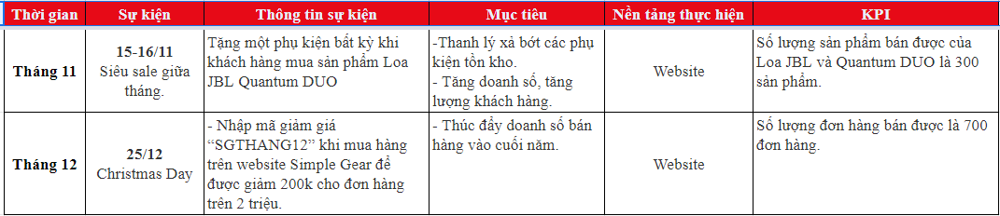 Thời gian
Sự kiện
Thông tin sự kiện
Mục tiêu
Nền tảng thực hiện
KPI
Tháng 11
15-16/11
Siêu sale giữa
tháng.
Tặng một phụ kiện bất kỳ khi
khách hàng mua sản phẩm Loa
JBL Quantum DUO
-Thanh lý xả bớt các phụ
kiện tồn kho.
- Tăng doanh số, tăng
lượng khách hàng.
Website
Số lượng sản phẩm bán được của
Loa JBL và Quantum DUO là 300
sản phẩm.
Tháng 12
25/12
Christmas Day
- Nhập mã giảm giá
“SGTHANG12” khi mua hàng
trên website Simple Gear để
được giảm 200k cho đơn hàng
trên 2 triệu.
- Thúc đẩy doanh số bán
hàng vào cuối năm.
Website
Số lượng đơn hàng bán được là 700
đơn hàng.